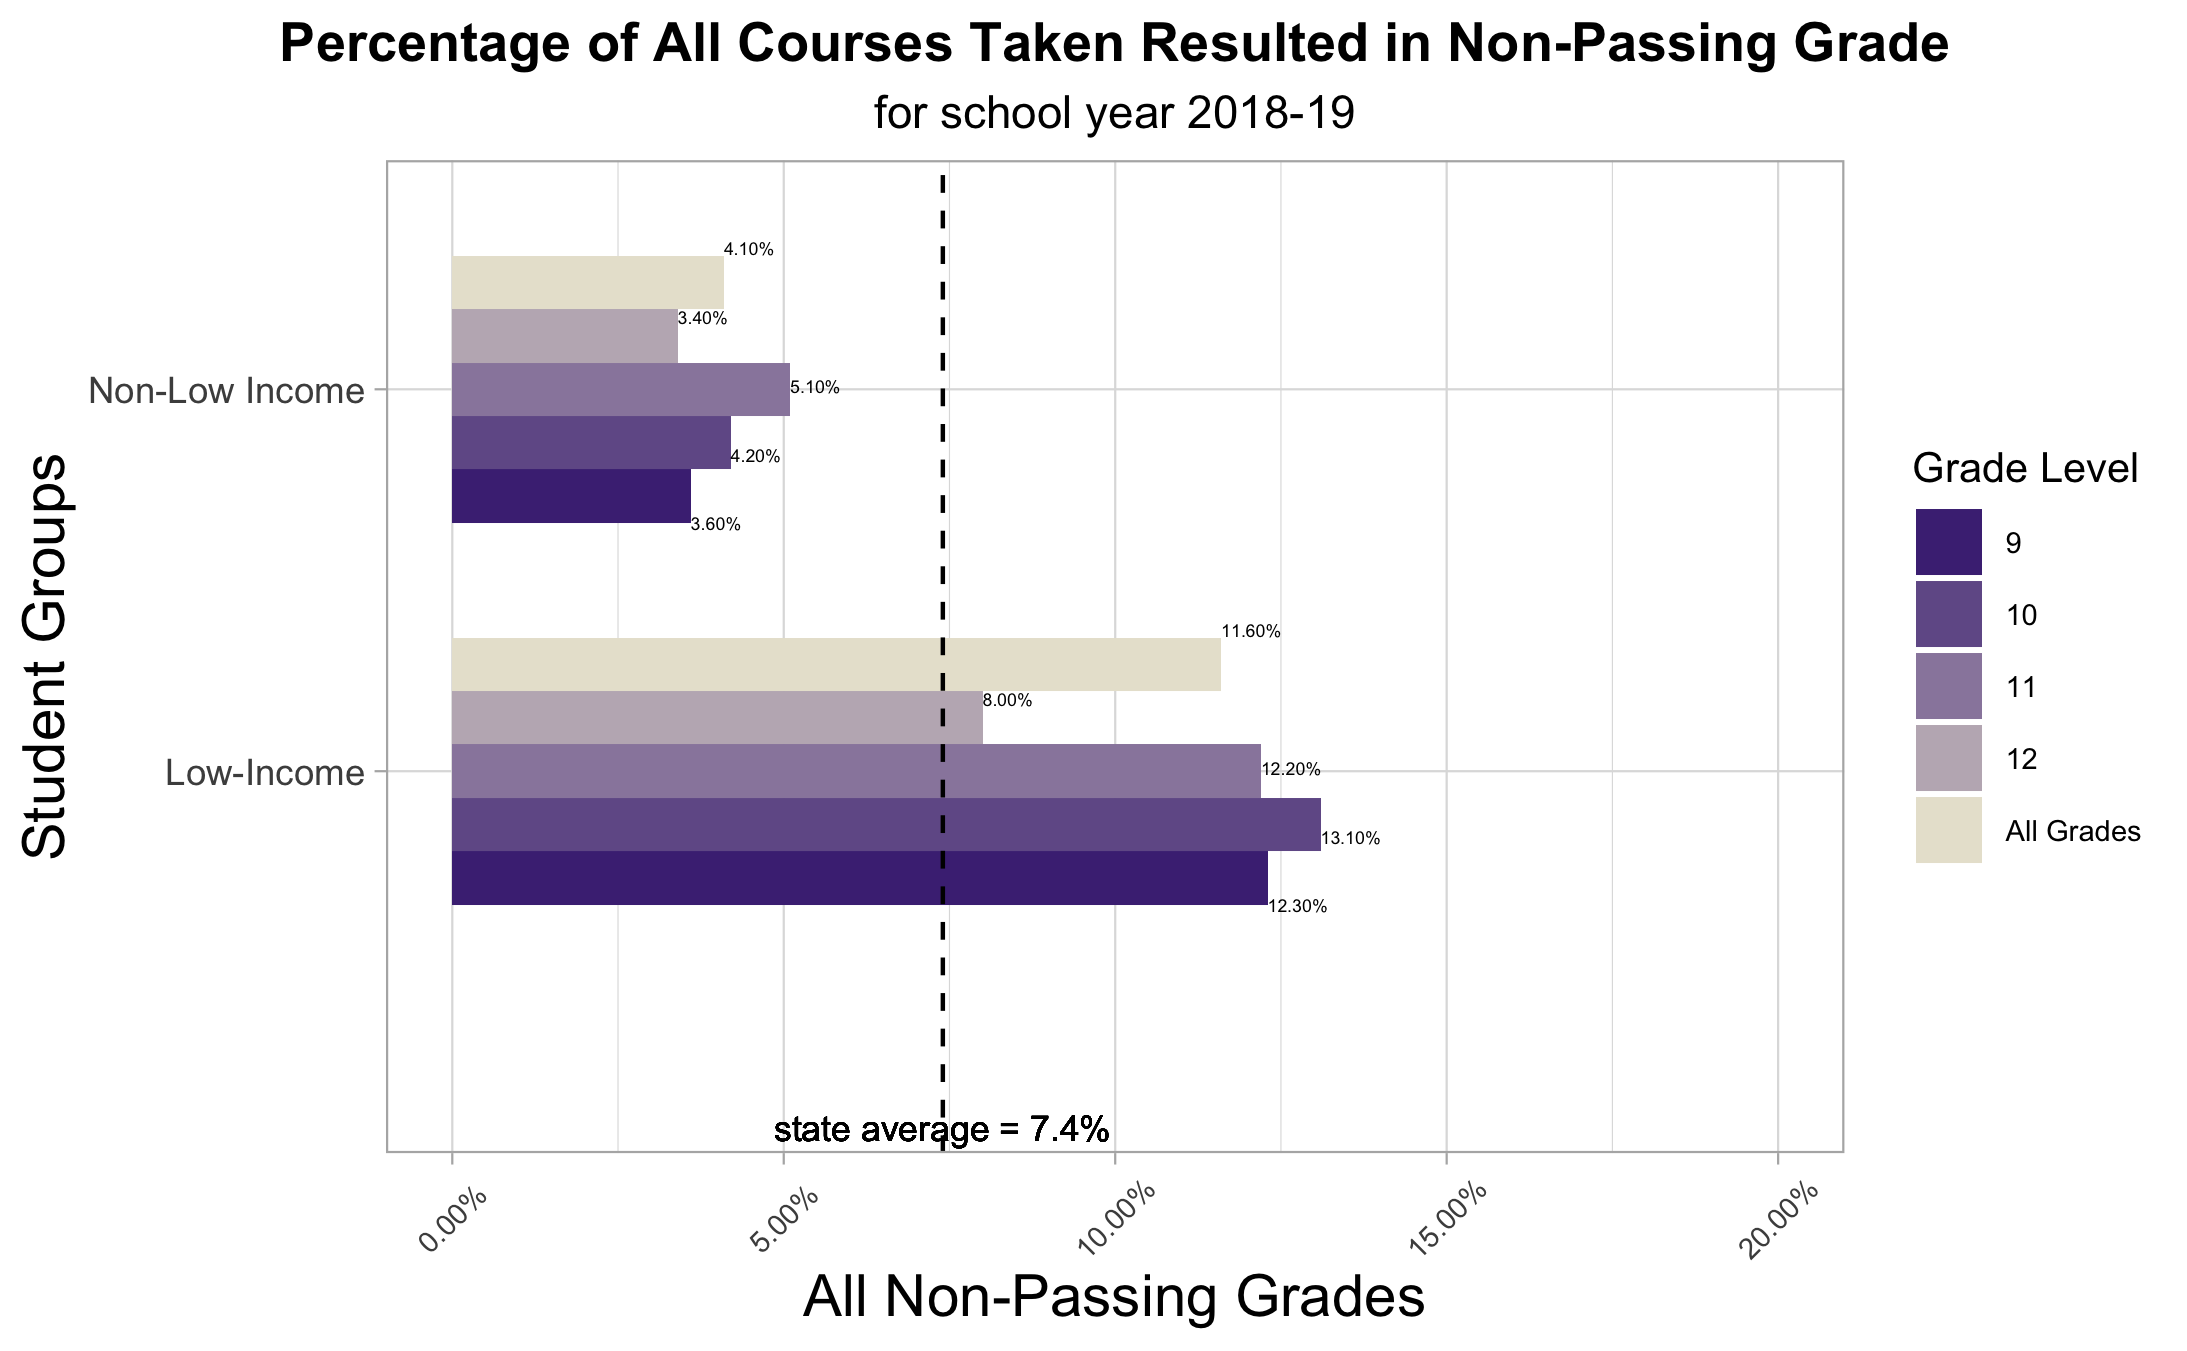 Percentage of All Courses Taken Resulted in Non-Passing Grade
for school year 2018-19
Student Groups
Non-Low Income
4.10%
3.40%
5.10%
4.20%
3.60%
Low-Income
11.60%
8.00%
12.20%
13.10%
12.30%
state average = 7.4%
0.00%
5.00%
10.00%
15.00%
20.00%
All Non-Passing Grades
Grade Level
9
10
11
12
All Grades